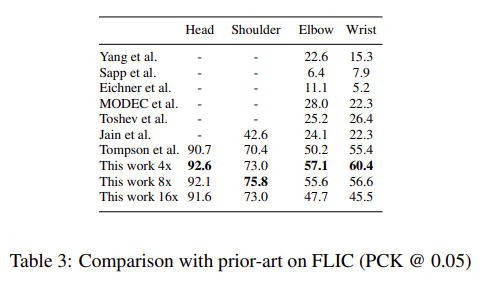 Head Shoulder Elbow Wrist
Yang et al. - - 22.6 15.3
Sapp et al. - - 6.4 7.9
Eichner et al. - - 11.1 5.2
MODEC et al. - - 28.0 22.3
Toshev et al. - - 25.2 26.4
Jain et al. - 42.6 24.1 22.3
Tompson et al. 90.7 70.4 50.2 55.4
This work 4x 92.6 73.0 57.1 60.4
This work 8x 92.1 75.8 55.6 56.6
This work 16x 91.6 73.0 47.7 45.5
Table 3: Comparison with prior-art on FLIC (PCK @ 0.05)